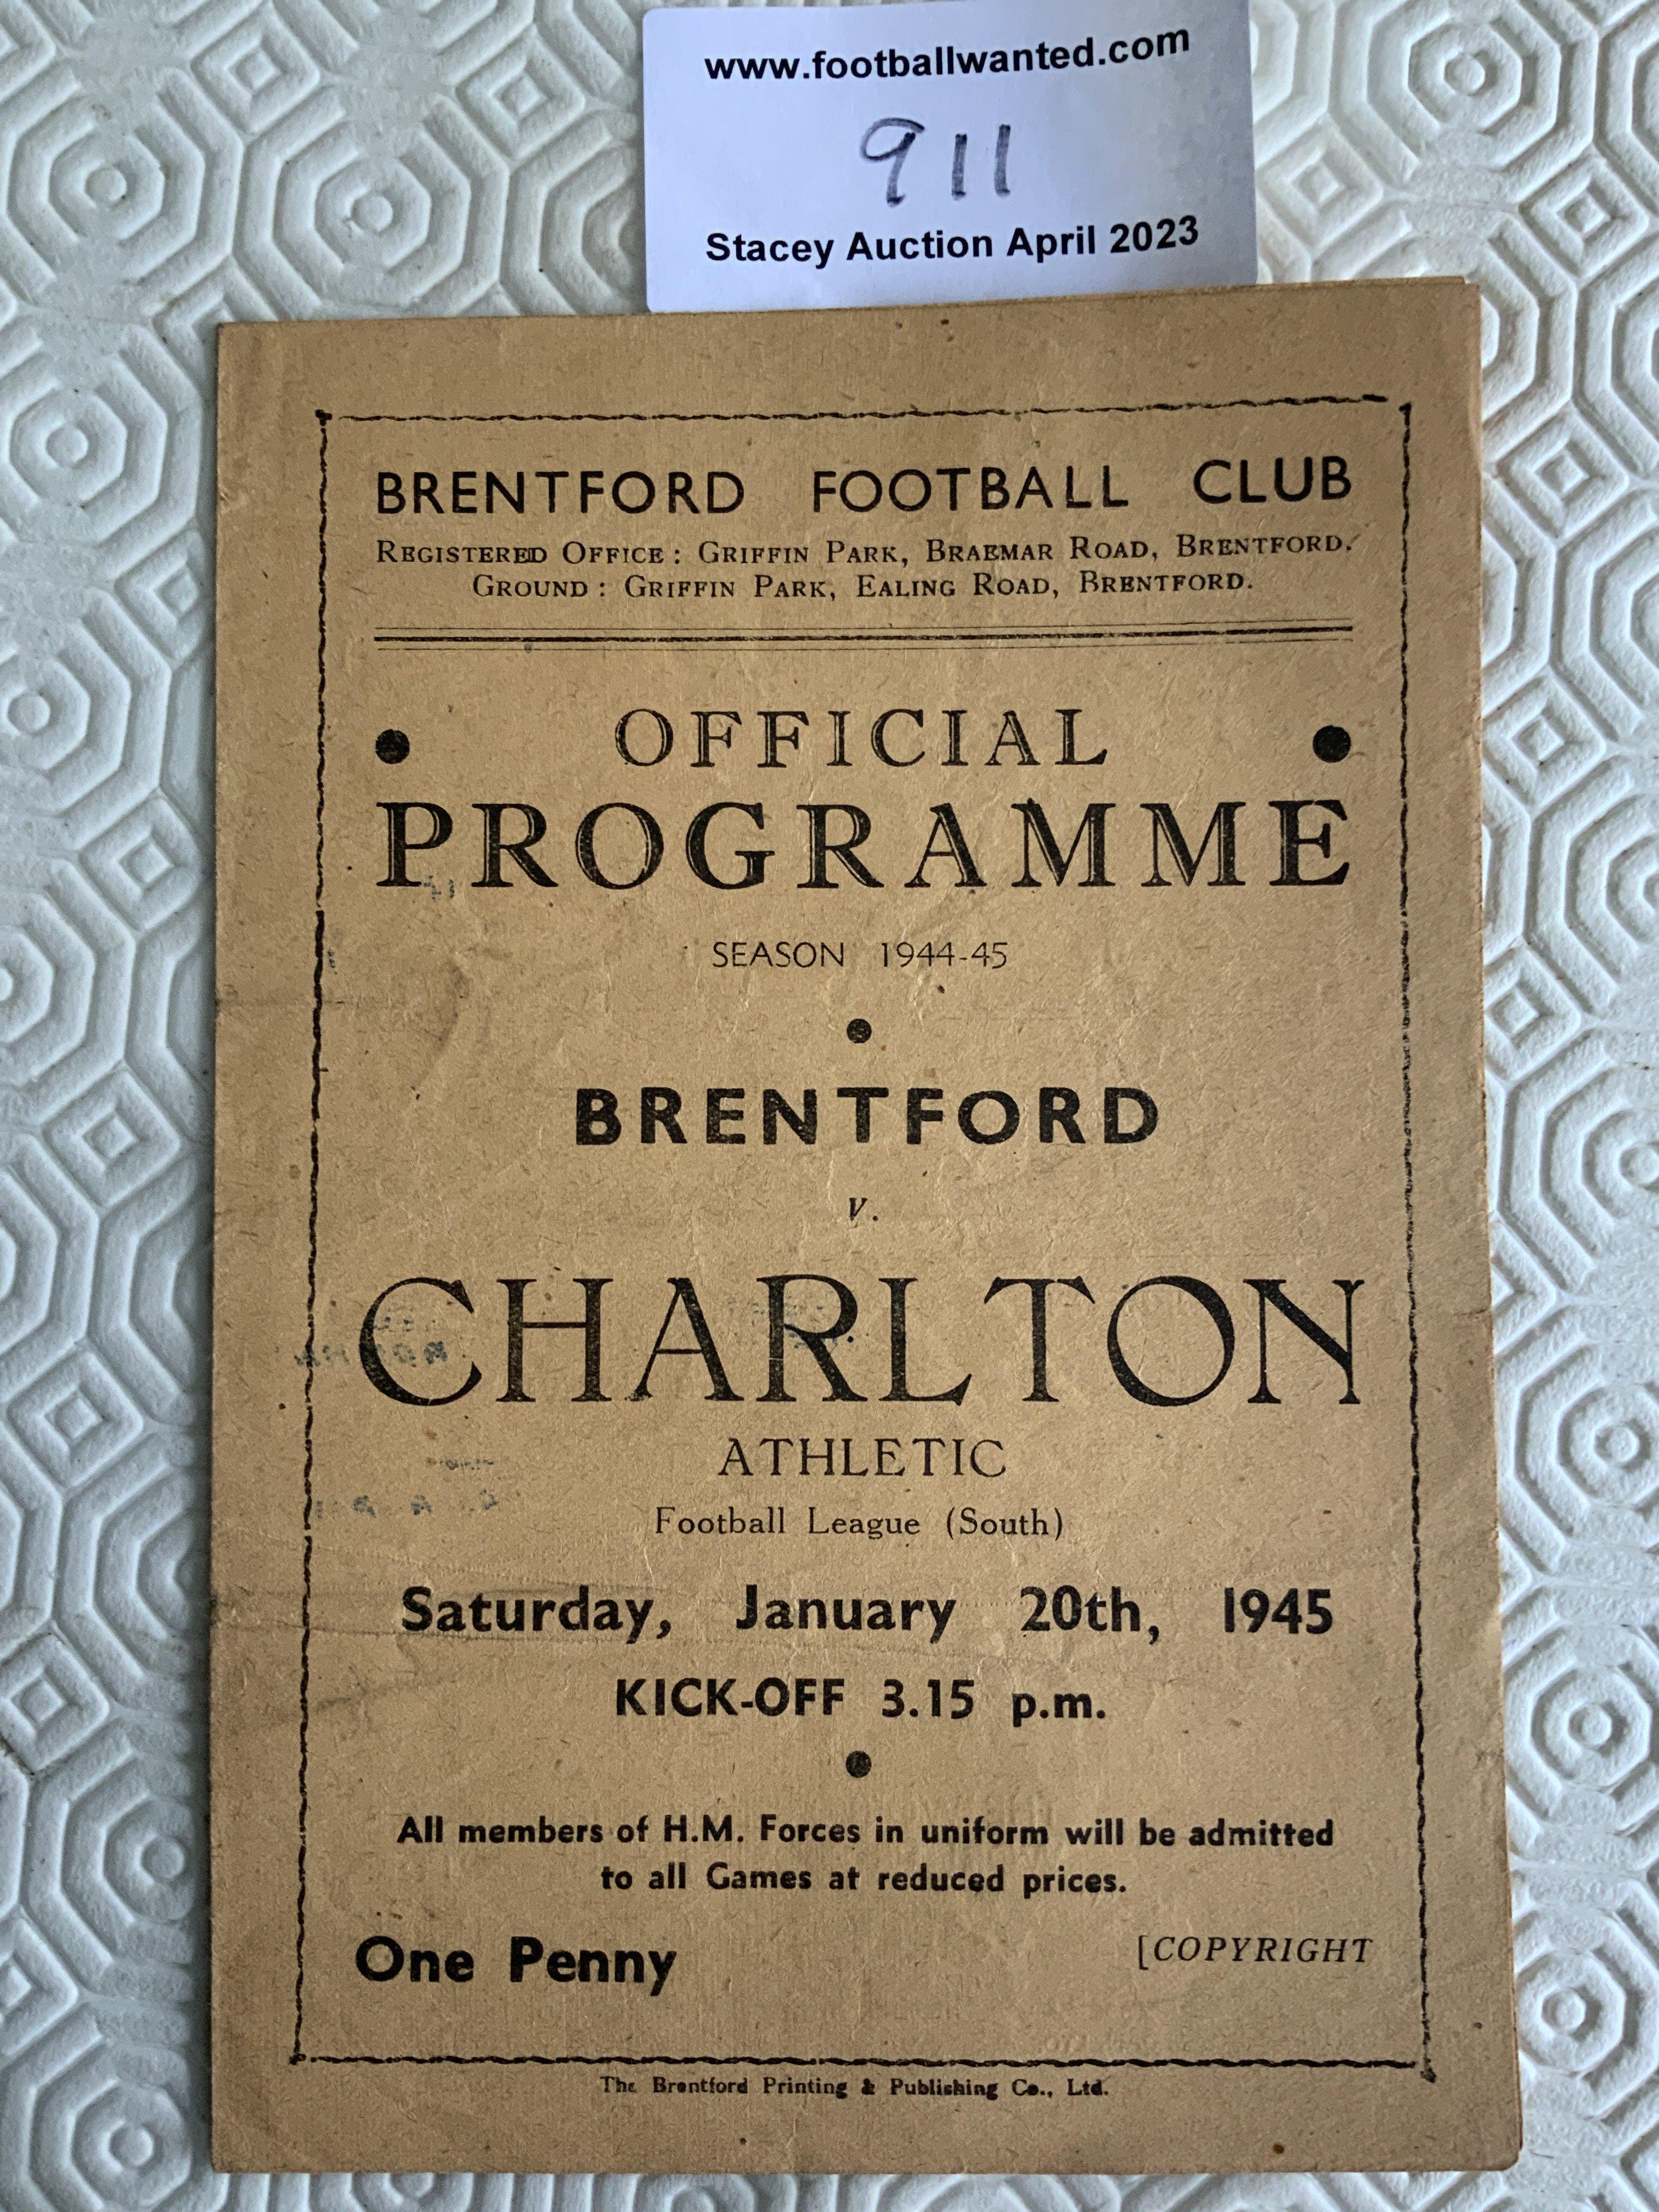 www.footballwanted.com
911
Stacey Auction April 2023
BRENTFORD FOOTBALL CLUB
REGISTERED OFFICE : GRIFFIN PARK, BRAEMAR ROAD, BRENTFORD.
GROUND : GRIFFIN PARK, EALING ROAD, BRENTFORD.
OFFICIAL
PROGRAMME
SEASON 1944-45
BRENTFORD
v.
CHARLTON
ATHLETIC
Football League (South)
Saturday, January 20th, 1945
KICK-OFF 3.15 p.m.
All members of H.M. Forces in uniform will be admitted
to all Games at reduced prices.
One Penny
[COPYRIGHT
The Brentford Printing & Publishing Co., Ltd.